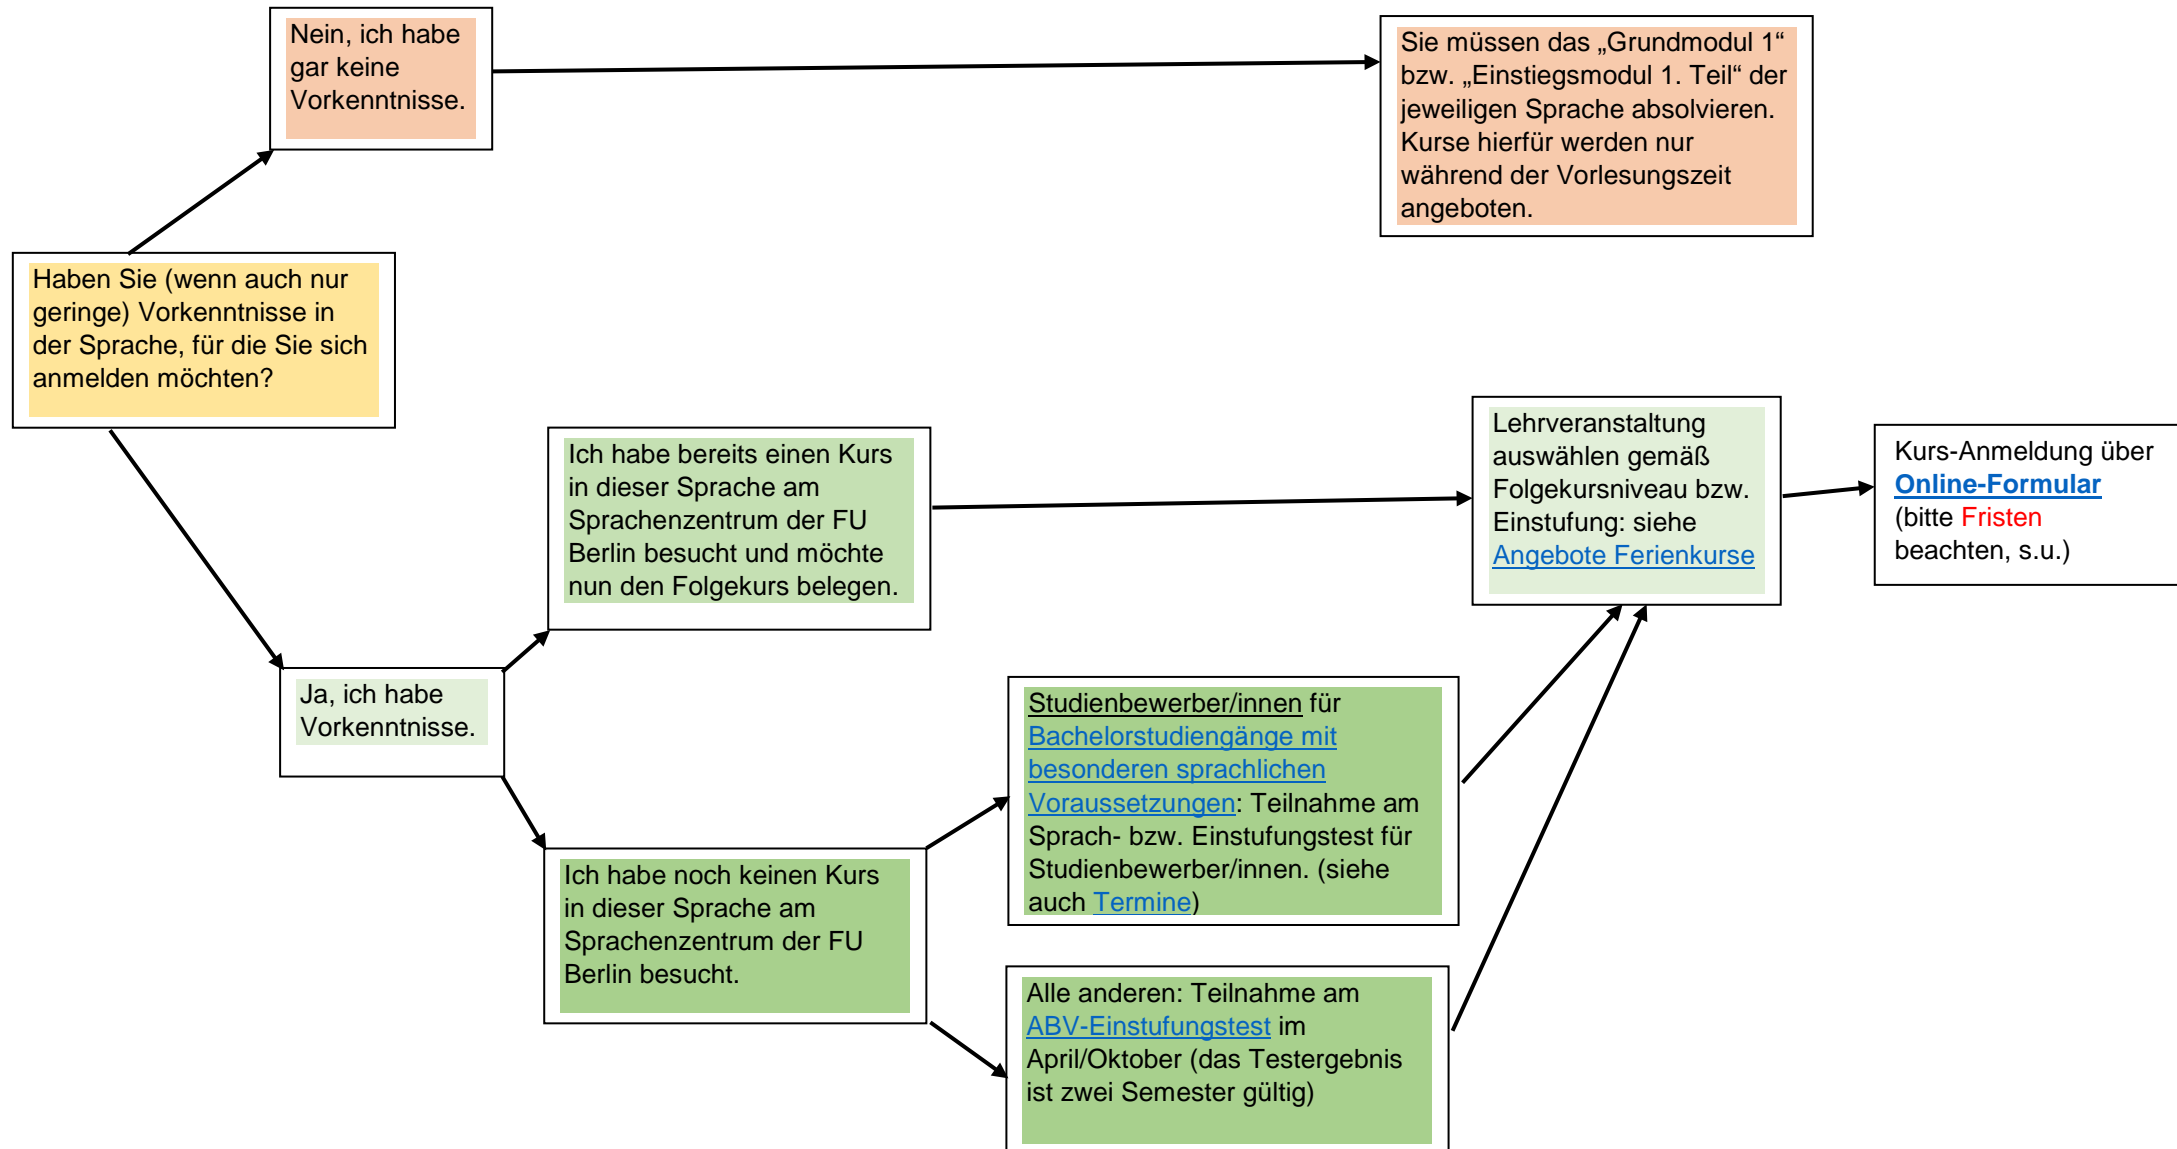 Nein, ich habe
gar keine
Vorkenntnisse.
Sie müssen das „Grundmodul 1“
bzw. „Einstiegsmodul 1. Teil“ der
jeweiligen Sprache absolvieren.
Kurse hierfür werden nur
während der Vorlesungszeit
angeboten.
Haben Sie (wenn auch nur
geringe) Vorkenntnisse in
der Sprache, für die Sie sich
anmelden möchten?
Ich habe bereits einen Kurs
in dieser Sprache am
Sprachenzentrum der FU
Berlin besucht und möchte
nun den Folgekurs belegen.
Lehrveranstaltung
auswählen gemäß
Folgekursniveau bzw.
Einstufung: siehe
Angebote Ferienkurse
Kurs-Anmeldung über
Online-Formular
(bitte Fristen
beachten, s.u.)
Ja, ich habe
Vorkenntnisse.
Studienbewerber/innen für
Bachelorstudiengänge mit
besonderen sprachlichen
Voraussetzungen: Teilnahme am
Sprach- bzw. Einstufungstest für
Studienbewerber/innen. (siehe
auch Termine)
Ich habe noch keinen Kurs
in dieser Sprache am
Sprachenzentrum der FU
Berlin besucht.
Alle anderen: Teilnahme am
ABV-Einstufungstest im
April/Oktober (das Testergebnis
ist zwei Semester gültig)